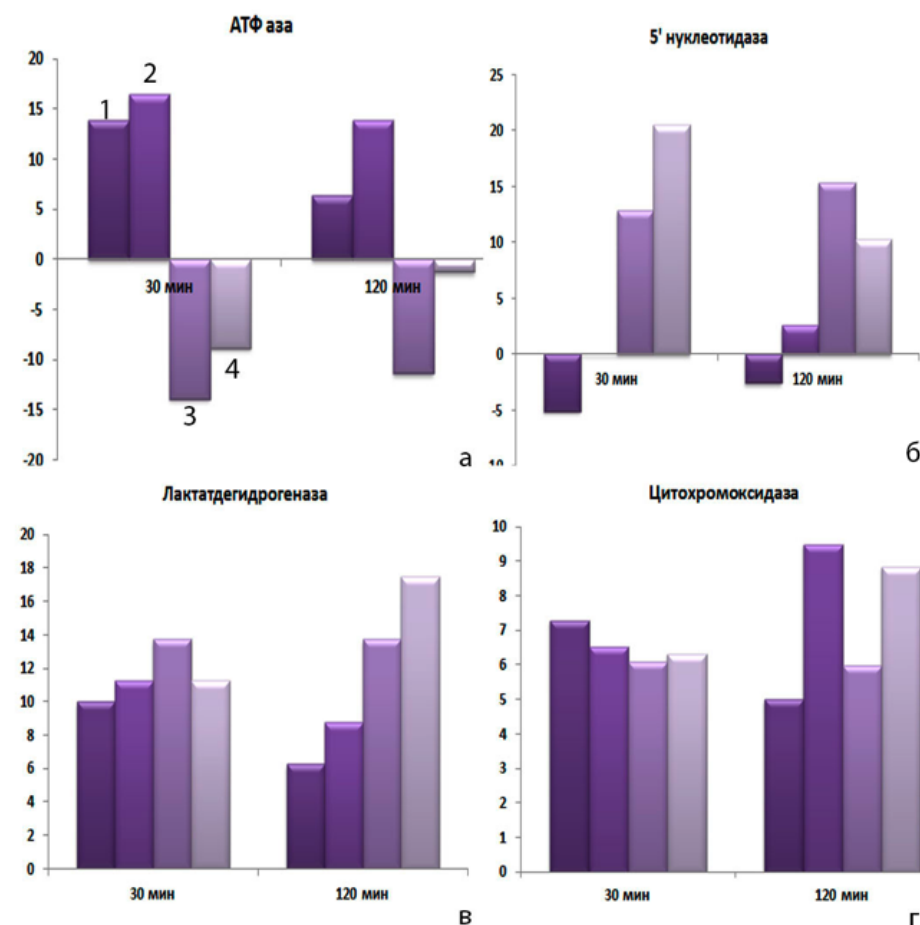 АТФ аза
20
15
10
5
0
-5
-10
-15
-20
1
2
3
4
30 мин
120 мин
а
5' нуклеотидаза
25
20
15
10
5
0
-5
30 мин
120 мин
б
Лактатдегидрогеназа
20
18
16
14
12
10
8
6
4
2
0
30 мин
120 мин
в
Цитохромоксидаза
10
9
8
7
6
5
4
3
2
1
0
30 мин
120 мин
г